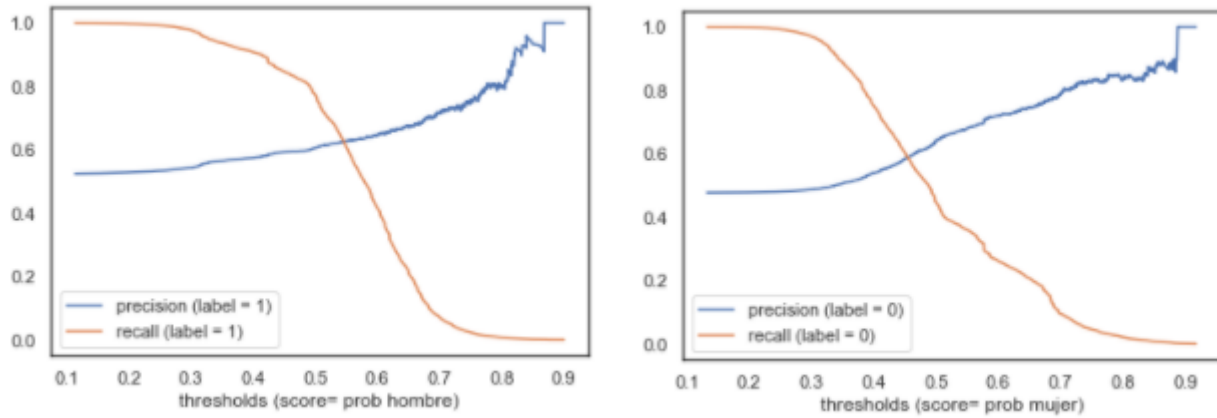 1.0
0.8
0.6
0.4
0.2
0.0
precision (label = 1)
recall (label = 1)
0.1 0.2 0.3 0.4 0.5 0.6 0.7 0.8 0.9
thresholds (score= prob hombre)
1.0
0.8
0.6
0.4
0.2
0.0
precision (label = 0)
recall (label = 0)
0.1 0.2 0.3 0.4 0.5 0.6 0.7 0.8 0.9
thresholds (score= prob mujer)